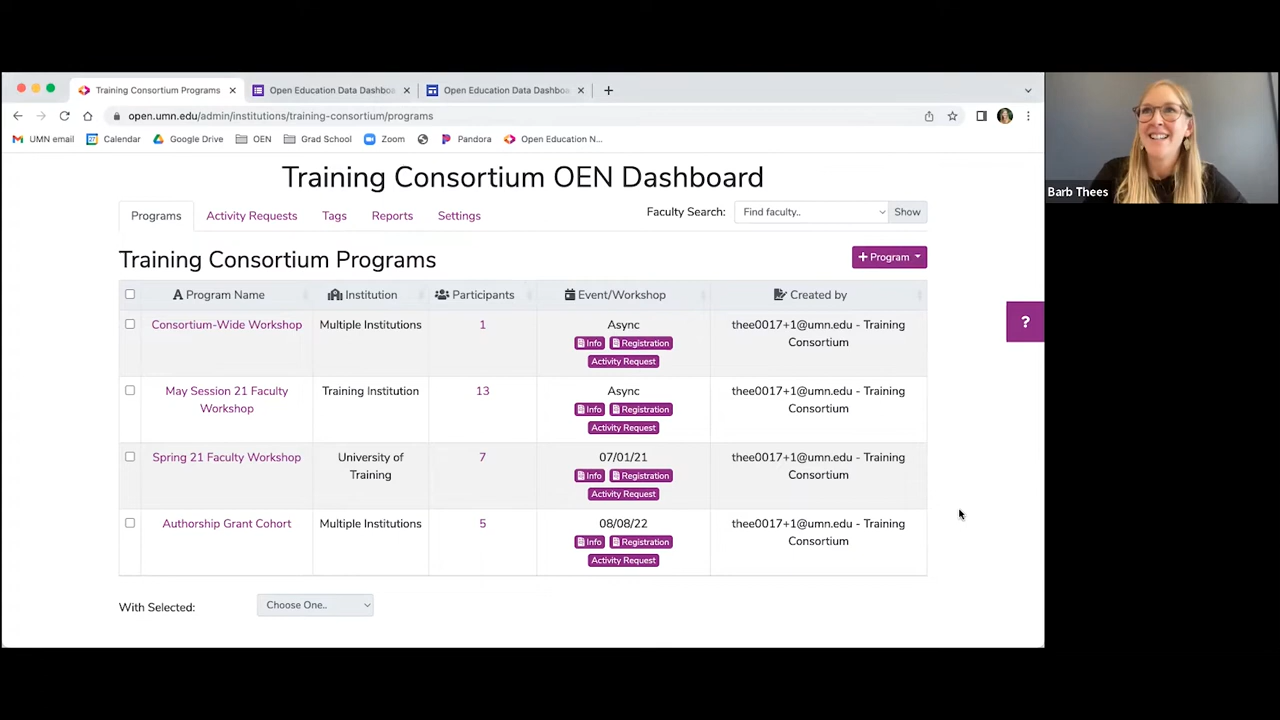 Training Consortium Programs
Open Education Data Dashboa
Open Education Data Dashboa
open.umn.edu/admin/institutions/training-consortium/programs
UMN email Calendar Google Drive OEN Grad School Zoom Pandora Open Education N...
Barb Thees
Training Consortium OEN Dashboard
Programs Activity Requests Tags Reports Settings Faculty Search: Find faculty.. Show
Training Consortium Programs + Program
Program Name Institution Participants Event/Workshop Created by
Consortium-Wide Workshop Multiple Institutions 1 Async thee0017+1@umn.edu - Training
Info Registration Consortium
Activity Request
?
May Session 21 Faculty Training Institution 13 Async thee0017+1@umn.edu - Training
Workshop Info Registration Consortium
Activity Request
Spring 21 Faculty Workshop University of 7 07/01/21 thee0017+1@umn.edu - Training
Training Info Registration Consortium
Activity Request
Authorship Grant Cohort Multiple Institutions 5 08/08/22 thee0017+1@umn.edu - Training
Info Registration Consortium
Activity Request
With Selected: Choose One..